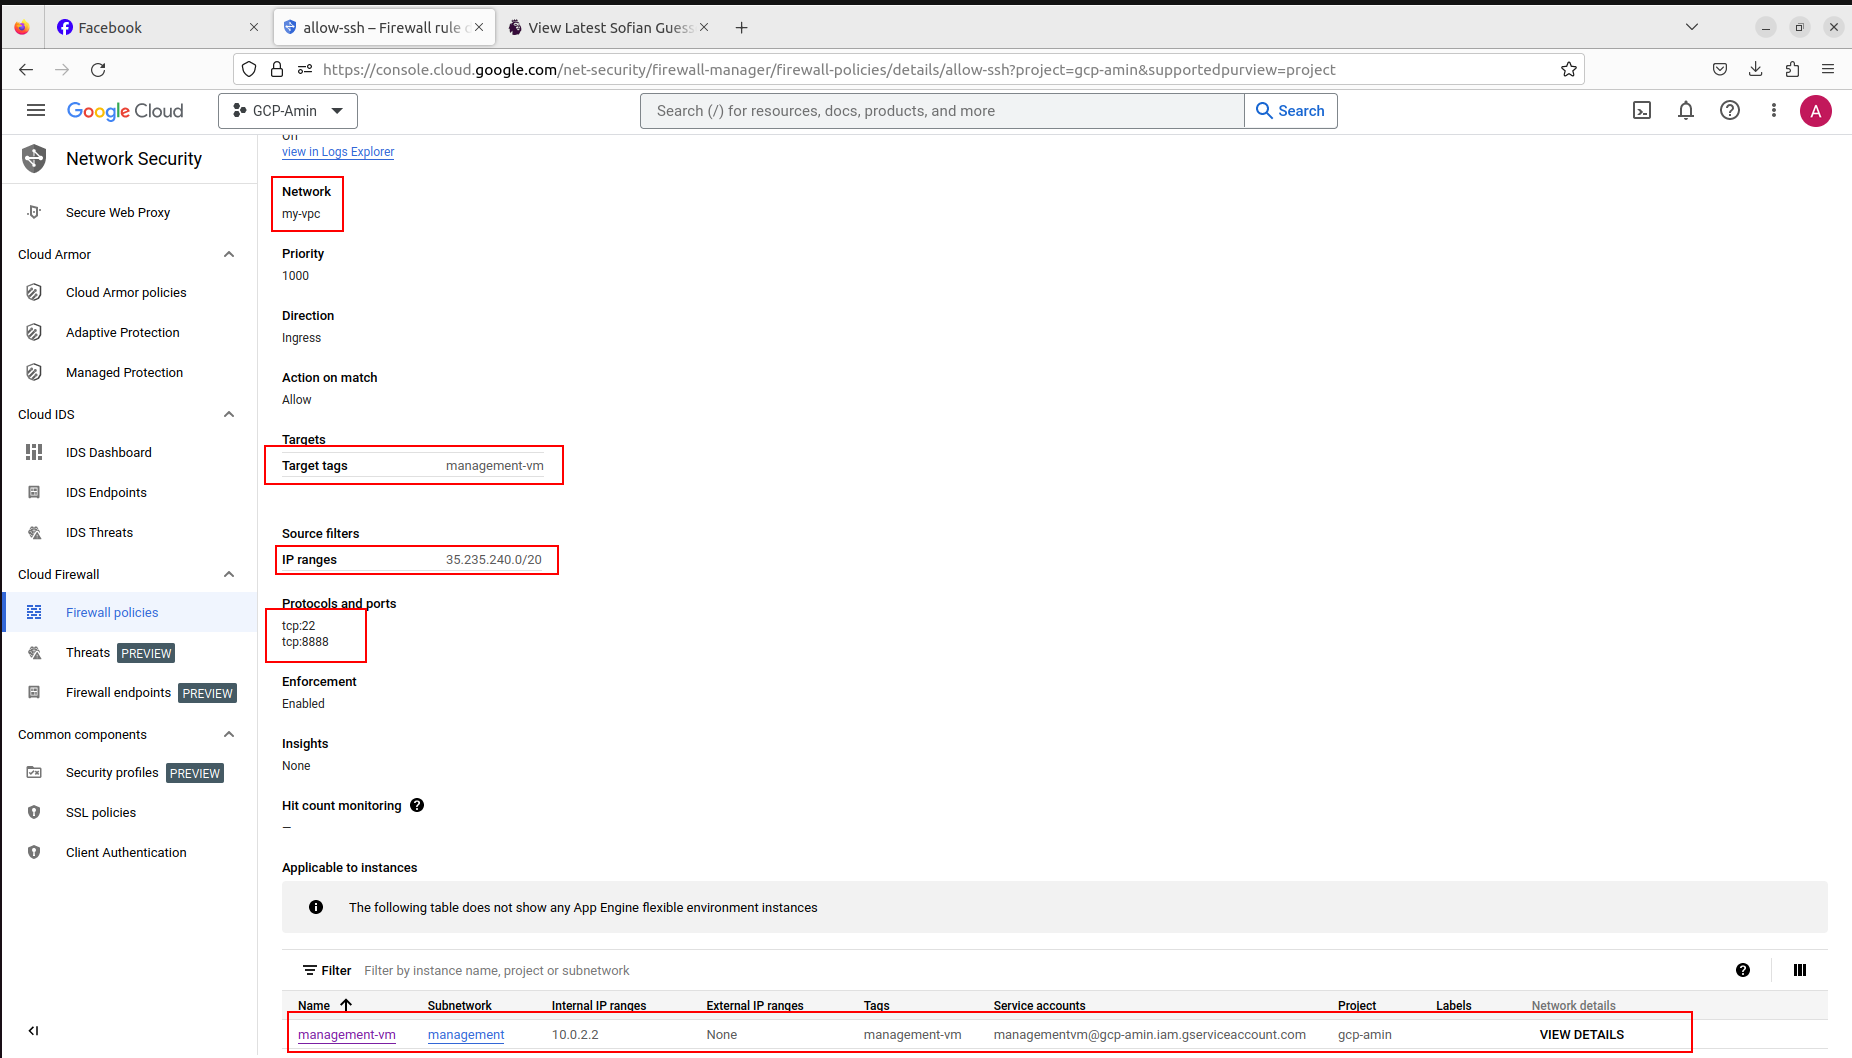 Facebook
allow-ssh – Firewall rule
View Latest Sofian Guess
https://console.cloud.google.com/net-security/firewall-manager/firewall-policies/details/allow-ssh?project=gcp-amin&supportedpurview=project
Google Cloud
GCP-Amin
Search (/) for resources, docs, products, and more
Search
A
Network Security
Secure Web Proxy
Cloud Armor
Cloud Armor policies
Adaptive Protection
Managed Protection
Cloud IDS
IDS Dashboard
IDS Endpoints
IDS Threats
Cloud Firewall
Firewall policies
Threats PREVIEW
Firewall endpoints PREVIEW
Common components
Security profiles PREVIEW
SSL policies
Client Authentication
view in Logs Explorer
Network
my-vpc
Priority
1000
Direction
Ingress
Action on match
Allow
Targets
Target tags management-vm
Source filters
IP ranges 35.235.240.0/20
Protocols and ports
tcp:22
tcp:8888
Enforcement
Enabled
Insights
None
Hit count monitoring
—
Applicable to instances
The following table does not show any App Engine flexible environment instances
Filter Filter by instance name, project or subnetwork
Name Subnetwork Internal IP ranges External IP ranges Tags Service accounts Project Labels Network details
management-vm management 10.0.2.2 None management-vm managementvm@gcp-amin.iam.gserviceaccount.com gcp-amin VIEW DETAILS